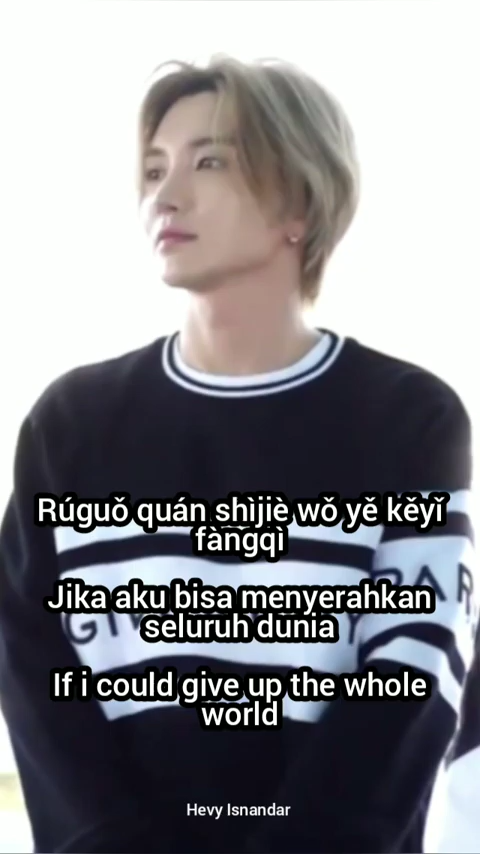 Rúguǒ quán shìjiè wǒ yě kěyǐ
fàngqì
Jika aku bisa menyerahkan
seluruh dunia
If i could give up the whole
world
Hevy Isnandar